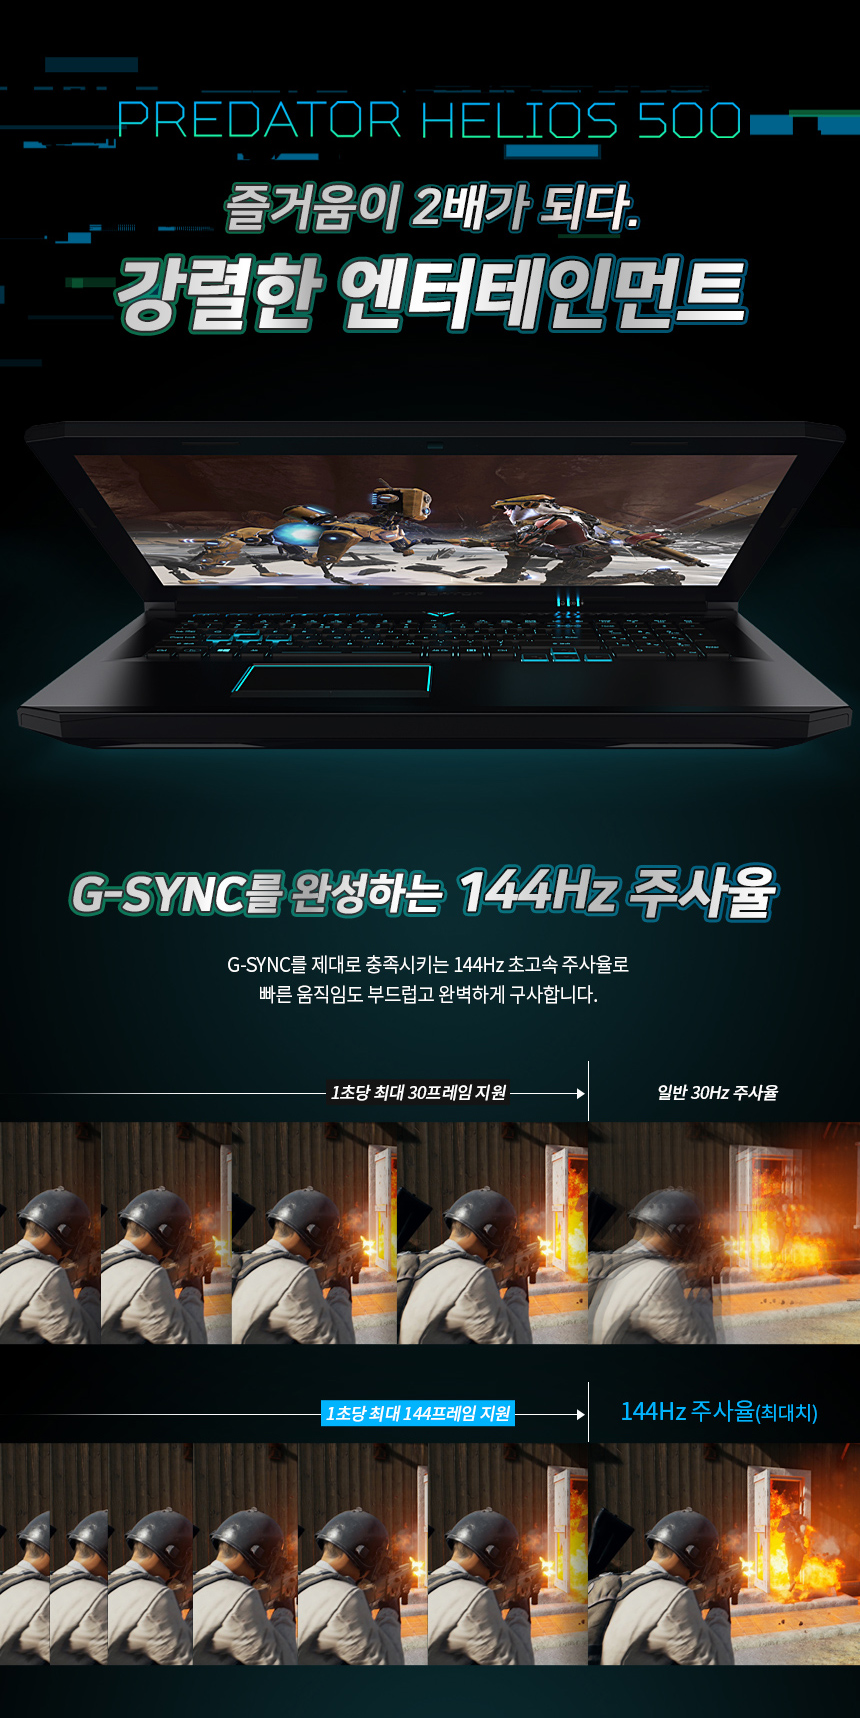 PREDATOR HELIOS 500
즐거움이 2배가 되다.
강렬한 엔터테인먼트
G-SYNC를 완성하는 144Hz 주사율
G-SYNC를 제대로 충족시키는 144Hz 초고속 주사율로
빠른 움직임도 부드럽고 완벽하게 구사합니다.
1초당 최대 30프레임 지원
일반 30Hz 주사율
1초당 최대 144프레임 지원
144Hz 주사율(최대치)